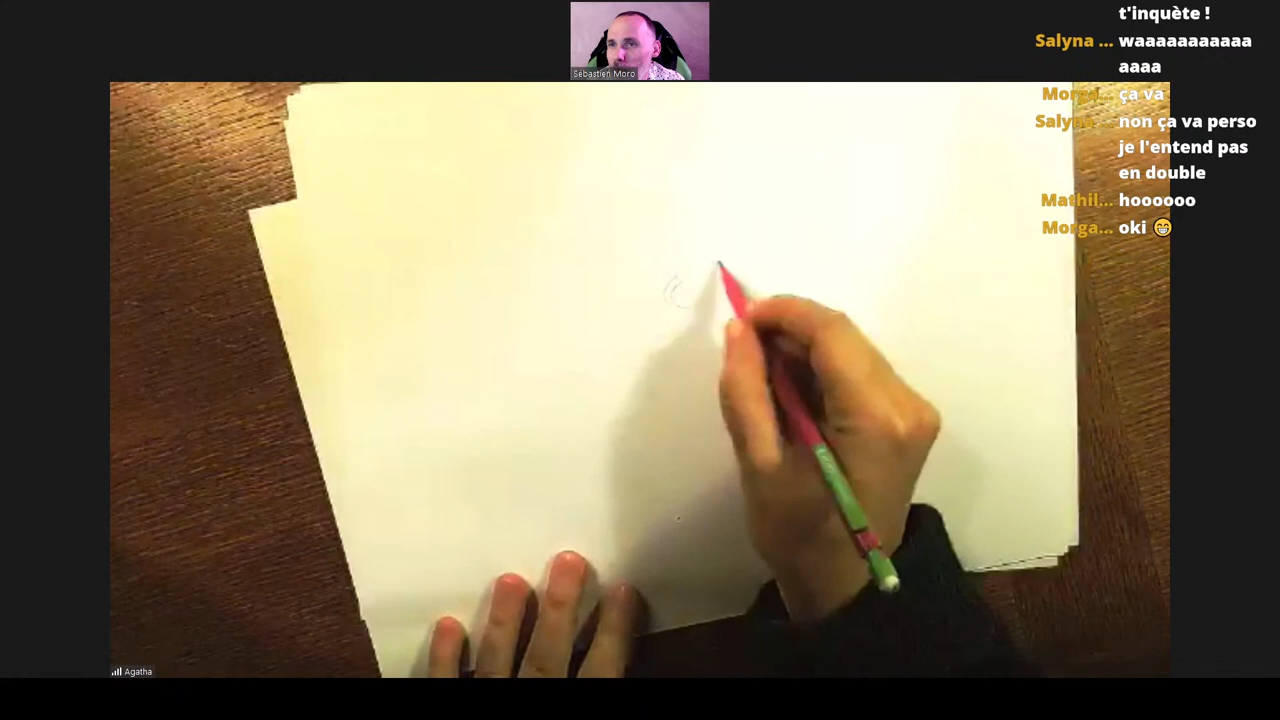 t'inquète !
Salyna ... waaaaaaaaaaa
aaaa
Morga... ça va
Salyna ... non ça va perso
je l'entend pas
en double
Mathil... hoooooo
Morga... oki 😁
Sébastien Moro
Agatha